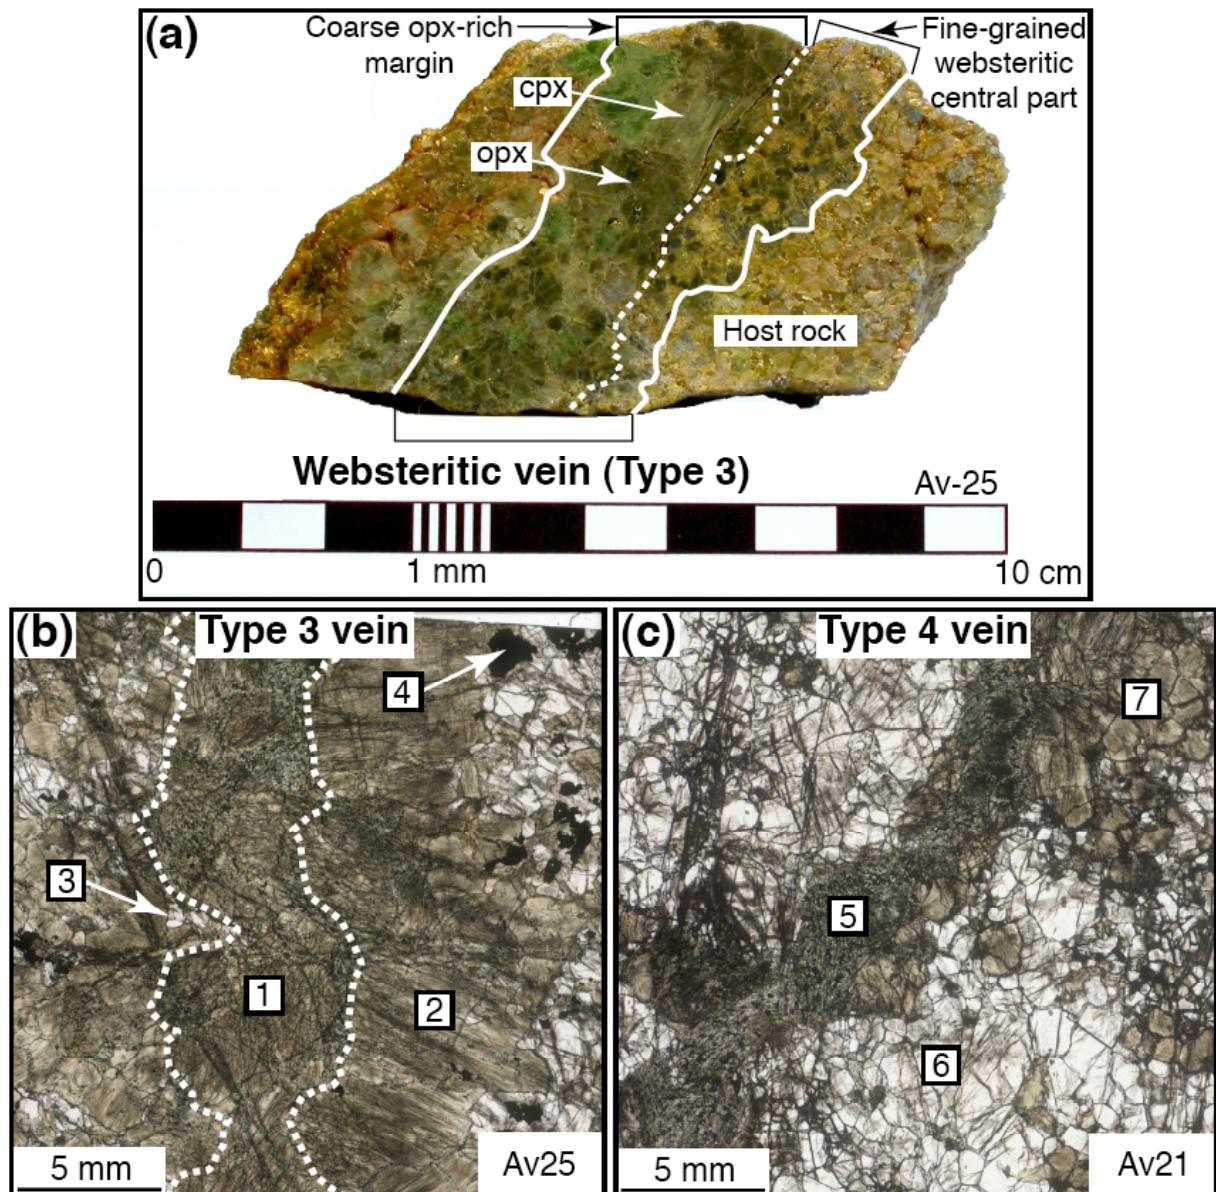 (a)
Coarse opx-rich
margin
Fine-grained
websteritic
central part
cpx
opx
Host rock
Websteritic vein (Type 3)
Av-25
0
1 mm
10 cm
(b)
Type 3 vein
4
3
1
2
5 mm
Av25
(c)
Type 4 vein
7
5
6
5 mm
Av21